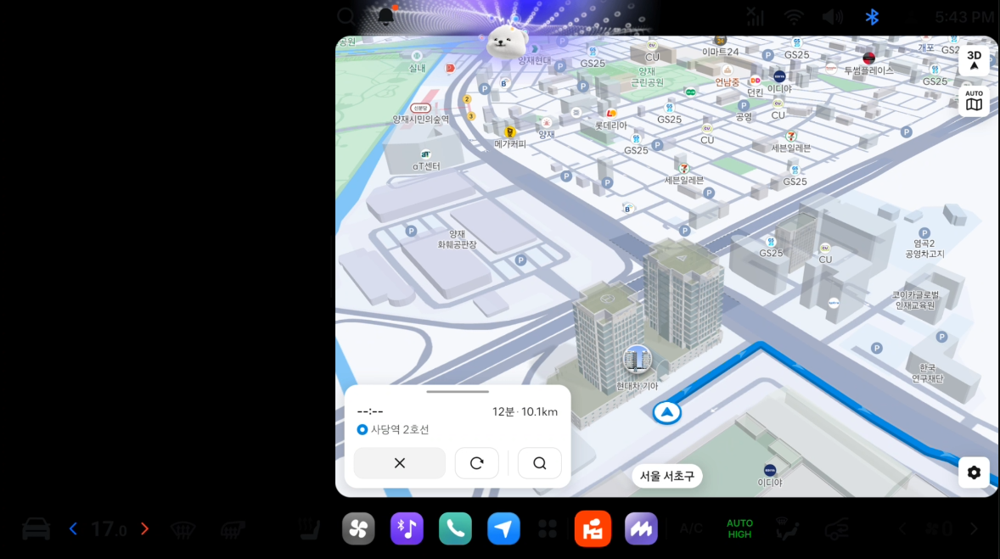 5:43 PM
공원
실내
양재현대
GS25
CU
이마트24
GS25
개포
GS2
투썸플레이스
GS25
3D
AUTO
양재
근린공원
언남중
던킨
이디야
2
3
신분당
양재시민의숲역
메가커피
양재
롯데리아
GS25
GS25
CU
공영
CU
세븐일레븐
세븐일레븐
GS25
aT
aT센터
양재
화훼공판장
GS25
CU
염곡2
공영차고지
코이카글로벌
인재교육원
한국
연구재단
현대차·기아
이디야
서울 서초구
--:--
12분 · 10.1km
사당역 2호선
17.0
A/C
AUTO
HIGH
0